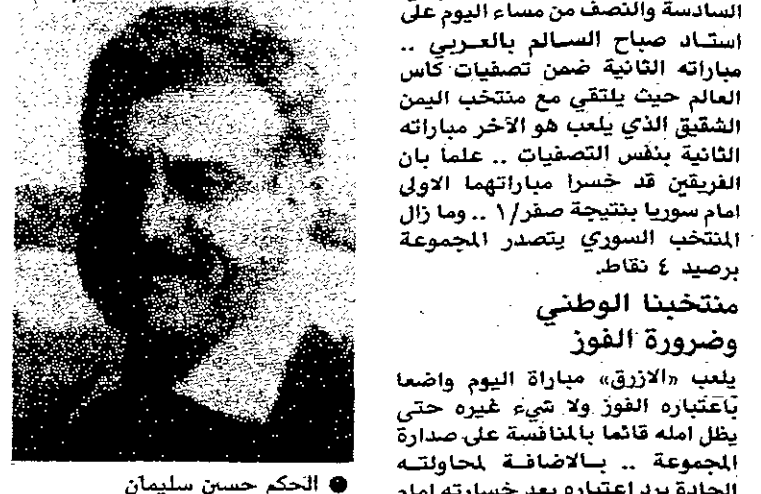 السادسة والنصف من مساء اليوم على
استاد صباح السالم بالعربي ..
مباراته الثانية ضمن تصفيات كاس
العالم حيث يلتقي مع منتخب اليمن
الشقيق الذي يلعب هو الآخر مباراته
الثانية بنفس التصفيات .. علما بان
الفريقين قد خسرا مباراتهما الاولى
امام سوريا بنتيجة صفر/١ .. وما زال
المنتخب السوري يتصدر المجموعة
برصيد ٤ نقاط.
منتخبنا الوطني
وضرورة الفوز
يلعب «الازرق» مباراة اليوم واضعا
باعتباره الفوز ولا شيء غيره حتى
يظل امله قائما بالمنافسة على صدارة
المجموعة .. بالاضافة لمحاولته
الجادة برد اعتباره بعد خسارته امام
● الحكم حسن سليمان